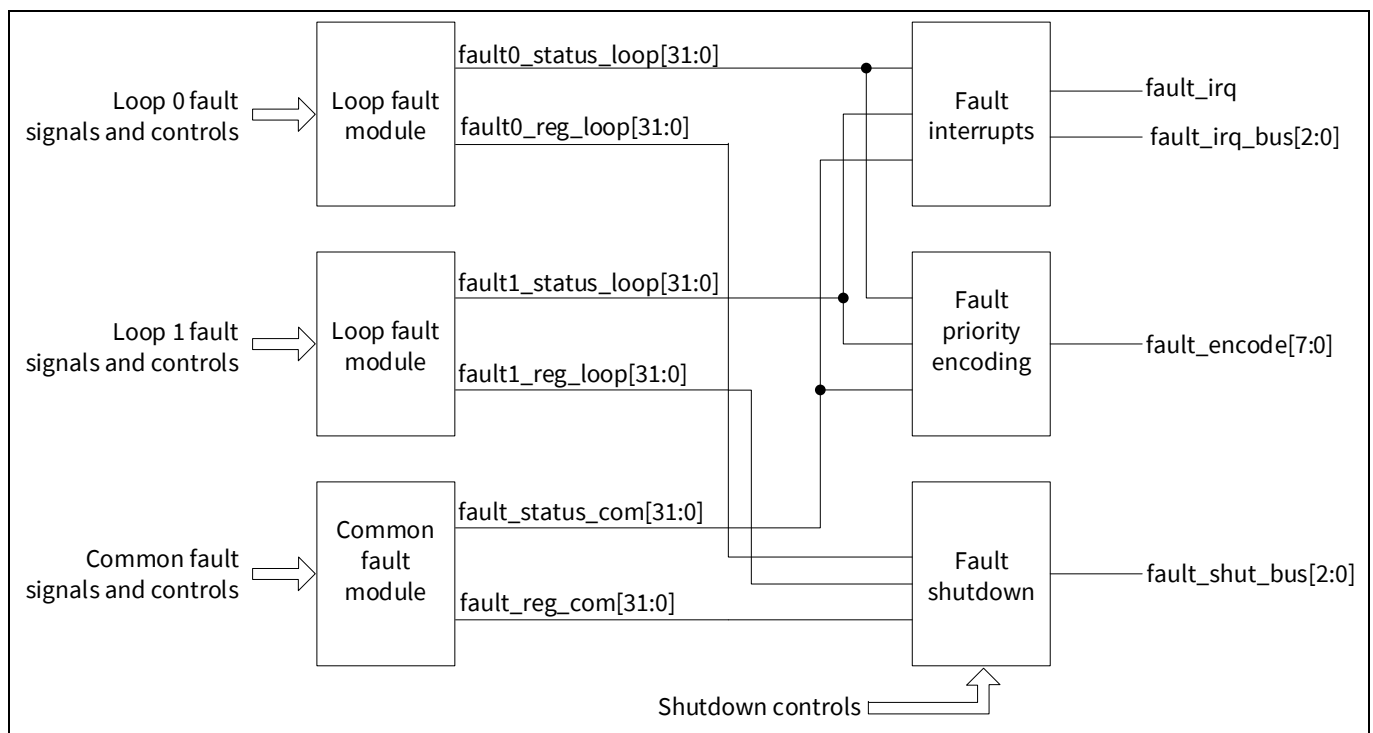 Loop 0 fault
signals and controls
Loop fault
module
fault0_status_loop[31:0]
fault0_reg_loop[31:0]
Fault
interrupts
fault_irq
fault_irq_bus[2:0]
Loop 1 fault
signals and controls
Loop fault
module
fault1_status_loop[31:0]
fault1_reg_loop[31:0]
Fault
priority
encoding
fault_encode[7:0]
Common fault
signals and controls
Common
fault
module
fault_status_com[31:0]
fault_reg_com[31:0]
Fault
shutdown
fault_shut_bus[2:0]
Shutdown controls